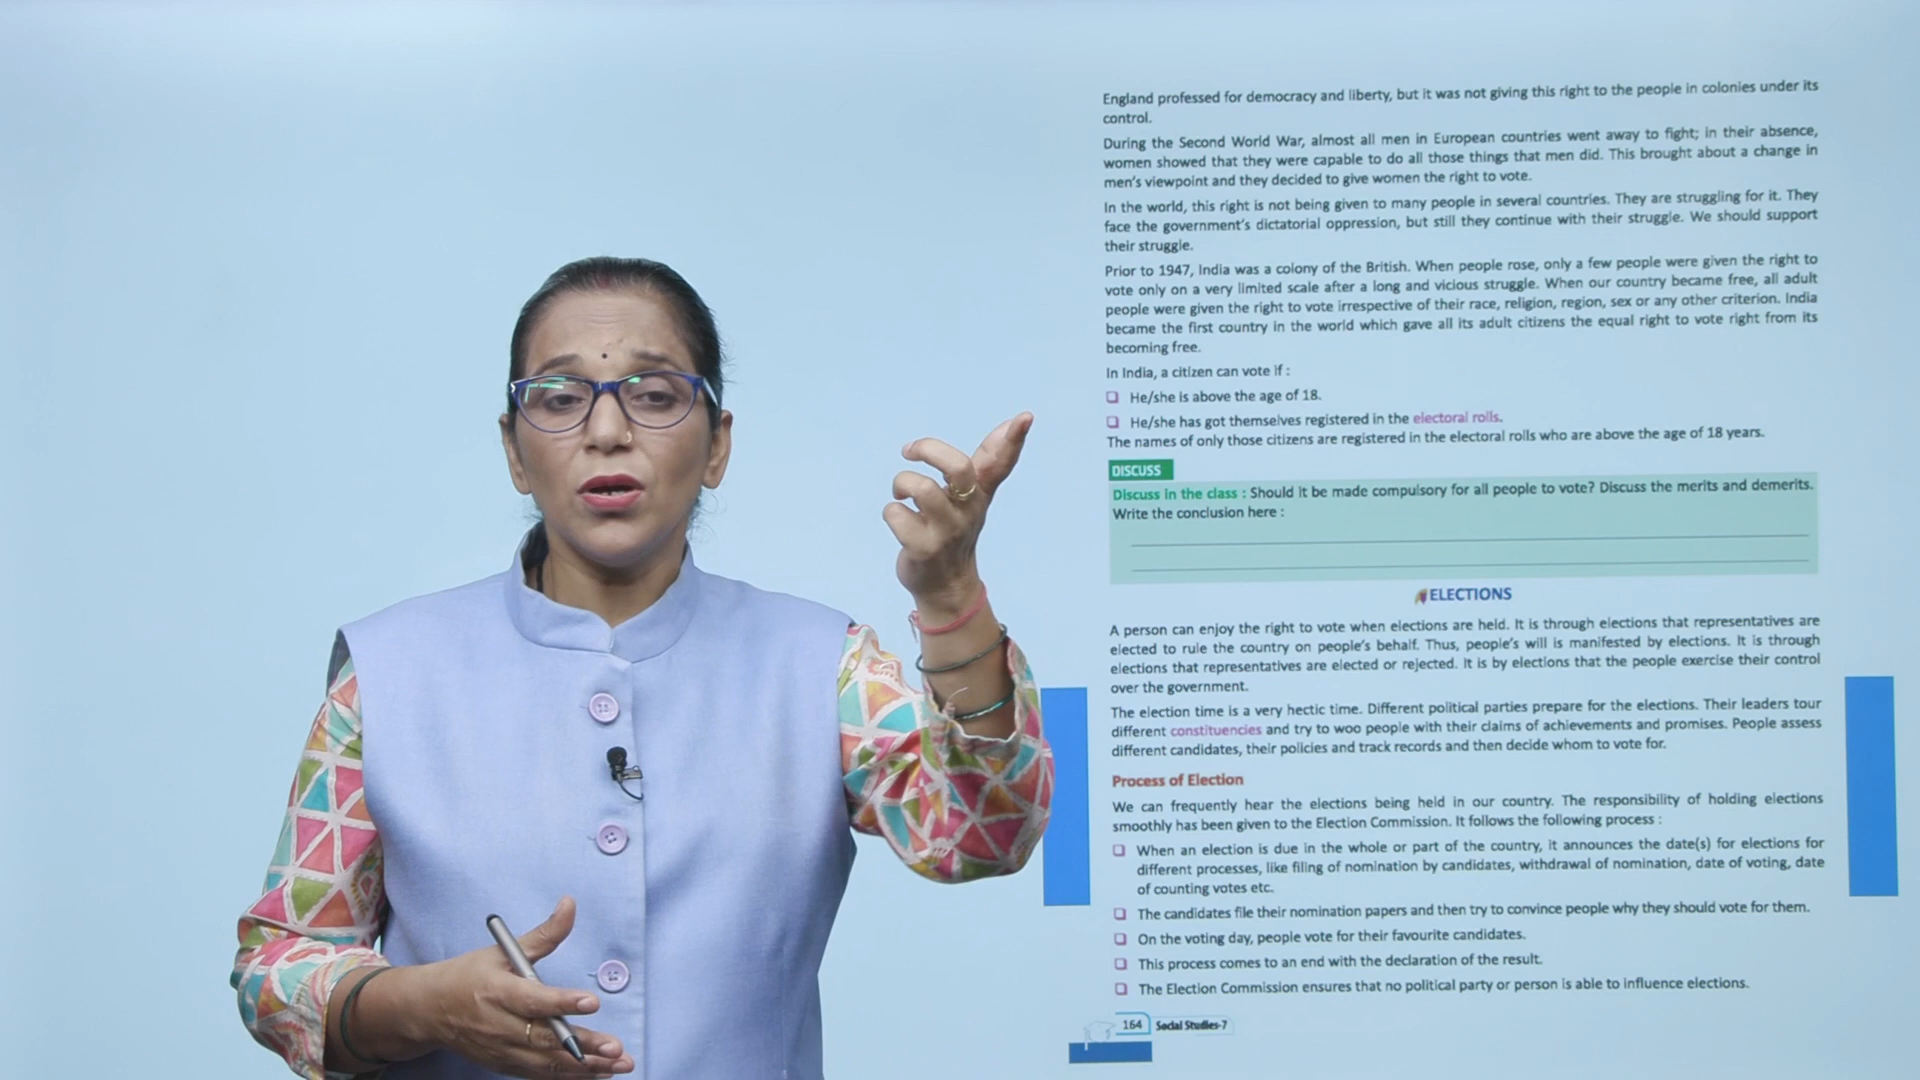 England professed for democracy and liberty, but it was not giving this right to the people in colonies under its
control.
During the Second World War, almost all men in European countries went away to fight; in their absence,
women showed that they were capable to do all those things that men did. This brought about a change in
men's viewpoint and they decided to give women the right to vote.
In the world, this right is not being given to many people in several countries. They are struggling for it. They
face the government's dictatorial oppression, but still they continue with their struggle. We should support
their struggle.
Prior to 1947, India was a colony of the British. When people rose, only a few people were given the right to
vote only on a very limited scale after a long and vicious struggle. When our country became free, all adult
people were given the right to vote irrespective of their race, religion, region, sex or any other criterion. India
became the first country in the world which gave all its adult citizens the equal right to vote right from its
becoming free.
In India, a citizen can vote if :
❑ He/she is above the age of 18.
❑ He/she has got themselves registered in the electoral rolls.
The names of only those citizens are registered in the electoral rolls who are above the age of 18 years.
DISCUSS
Discuss in the class : Should it be made compulsory for all people to vote? Discuss the merits and demerits.
Write the conclusion here :
ELECTIONS
A person can enjoy the right to vote when elections are held. It is through elections that representatives are
elected to rule the country on people's behalf. Thus, people's will is manifested by elections. It is through
elections that representatives are elected or rejected. It is by elections that the people exercise their control
over the government.
The election time is a very hectic time. Different political parties prepare for the elections. Their leaders tour
different constituencies and try to woo people with their claims of achievements and promises. People assess
different candidates, their policies and track records and then decide whom to vote for.
Process of Election
We can frequently hear the elections being held in our country. The responsibility of holding elections
smoothly has been given to the Election Commission. It follows the following process :
❑ When an election is due in the whole or part of the country, it announces the date(s) for elections for
different processes, like filing of nomination by candidates, withdrawal of nomination, date of voting, date
of counting votes etc.
❑ The candidates file their nomination papers and then try to convince people why they should vote for them.
❑ On the voting day, people vote for their favourite candidates.
❑ This process comes to an end with the declaration of the result.
❑ The Election Commission ensures that no political party or person is able to influence elections.
164 Social Studies-7